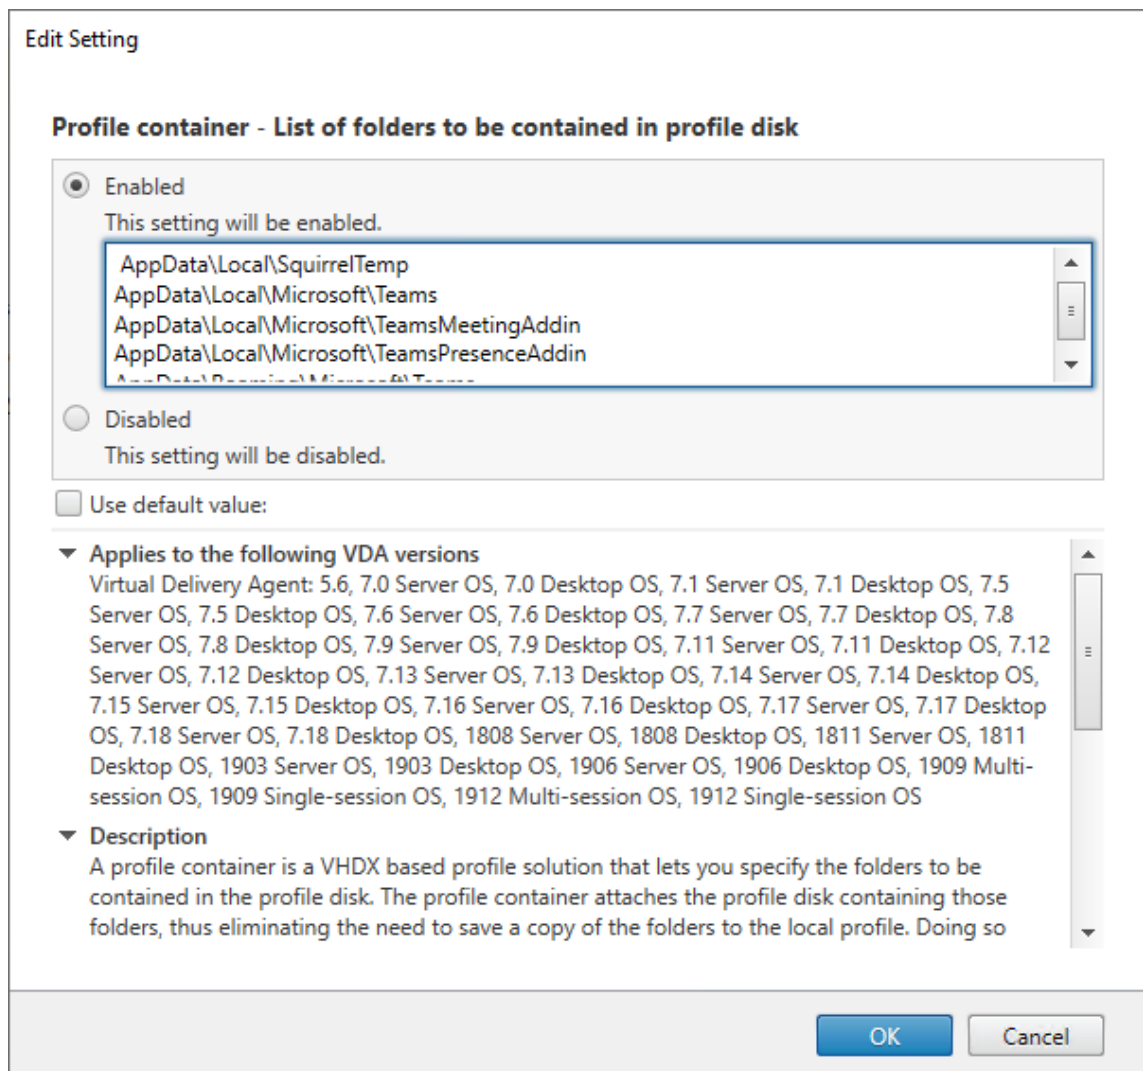 Edit Setting
Profile container - List of folders to be contained in profile disk
Enabled
This setting will be enabled.
AppData\Local\SquirrelTemp
AppData\Local\Microsoft\Teams
AppData\Local\Microsoft\TeamsMeetingAddin
AppData\Local\Microsoft\TeamsPresenceAddin
AppData\Roaming\Microsoft\Teams
Disabled
This setting will be disabled.
Use default value:
Applies to the following VDA versions
Virtual Delivery Agent: 5.6, 7.0 Server OS, 7.0 Desktop OS, 7.1 Server OS, 7.1 Desktop OS, 7.5
Server OS, 7.5 Desktop OS, 7.6 Server OS, 7.6 Desktop OS, 7.7 Server OS, 7.7 Desktop OS, 7.8
Server OS, 7.8 Desktop OS, 7.9 Server OS, 7.9 Desktop OS, 7.11 Server OS, 7.11 Desktop OS, 7.12
Server OS, 7.12 Desktop OS, 7.13 Server OS, 7.13 Desktop OS, 7.14 Server OS, 7.14 Desktop OS,
7.15 Server OS, 7.15 Desktop OS, 7.16 Server OS, 7.16 Desktop OS, 7.17 Server OS, 7.17 Desktop
OS, 7.18 Server OS, 7.18 Desktop OS, 1808 Server OS, 1808 Desktop OS, 1811 Server OS, 1811
Desktop OS, 1903 Server OS, 1903 Desktop OS, 1906 Server OS, 1906 Desktop OS, 1909 Multi-
session OS, 1909 Single-session OS, 1912 Multi-session OS, 1912 Single-session OS
Description
A profile container is a VHDX based profile solution that lets you specify the folders to be
contained in the profile disk. The profile container attaches the profile disk containing those
folders, thus eliminating the need to save a copy of the folders to the local profile. Doing so
OK
Cancel